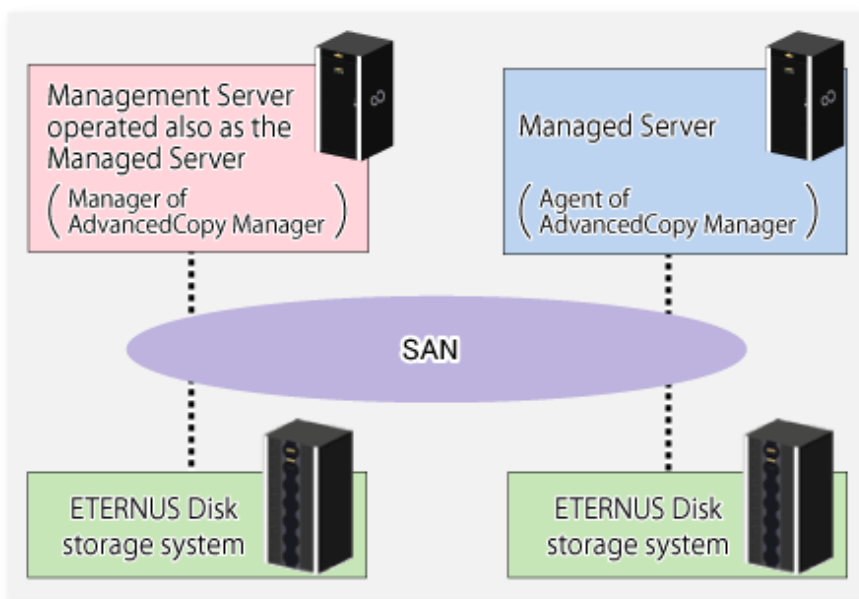 Management Server
operated also as the
Managed Server
( Manager of
AdvancedCopy Manager )
Managed Server
( Agent of
AdvancedCopy Manager )
SAN
ETERNUS Disk
storage system
ETERNUS Disk
storage system